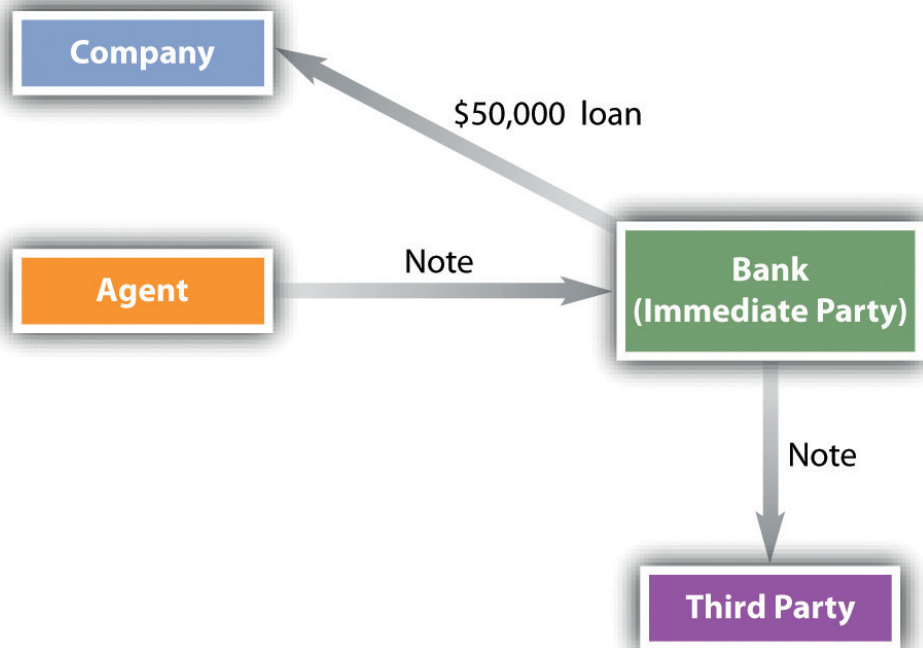 Company
$50,000 loan
Agent
Note
Bank
(Immediate Party)
Note
Third Party